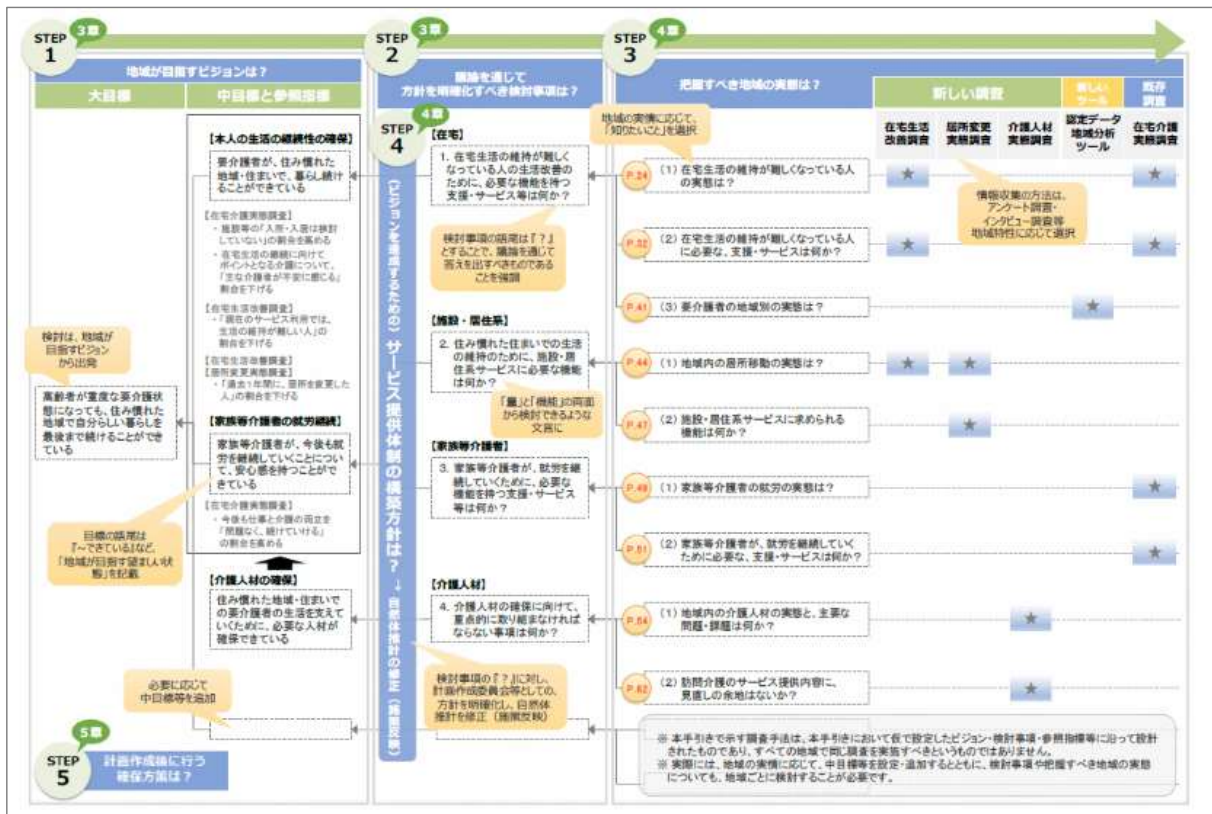 STEP 1
3章
地域が目指すビジョンは?
大目標
中目標と参照指標
検討は、地域が
目指すビジョン
から出発
高齢者が重度な要介護状
態になっても、住み慣れた
地域で自分らしい暮らしを
最後まで続けることができ
ている
【本人の生活の継続性の確保】
要介護者が、住み慣れた
地域・住まいで、暮らし続け
ることができている
【在宅介護実態調査】
・施設等の「入所・入居は検討
していない」の割合を高める
・在宅生活の継続に向けて
ポイントとなる介護について、
「主な介護者が不安に感じる」
割合を下げる
【在宅生活改善調査】
・「現在のサービス利用では、
生活の維持が難しい人」の
割合を下げる
【在宅生活改善調査】
【居所変更実態調査】
・「過去1年間に、居所を変更した
人」の割合を下げる
【家族等介護者の就労継続】
家族等介護者が、今後も就
労を継続していくことについ
て、安心感を持つことがで
きている
【在宅介護実態調査】
・今後も仕事と介護の両立を
「問題なく、続けていける」
の割合を高める
目標の語尾は
『~できている』など、
「地域が目指す望ましい状
態」を記載
【介護人材の確保】
住み慣れた地域・住まいで
の要介護者の生活を支えて
いくために、必要な人材が
確保できている
必要に応じて
中目標等を追加
STEP 5
5章
計画作成後に行う
確保方策は?
STEP 2
3章
議論を通じて
方針を明確化すべき検討事項は?
STEP 4
4章
(ビジョンを達成するための)サービス提供体制の構築方針は?→自然体推計の修正(施策反映)
【在宅】
1. 在宅生活の維持が難しく
なっている人の生活改善の
ために、必要な機能を持つ
支援・サービス等は何か?
検討事項の語尾は『?』
とすることで、議論を通じて
答えを出すべきものである
ことを強調
【施設・居住系】
2. 住み慣れた住まいでの生活
の維持のために、施設・居
住系サービスに必要な機能
は何か?
「量」と「機能」の両面
から検討できるような
文言に
【家族等介護者】
3. 家族等介護者が、就労を継
続していくために、必要な
機能を持つ支援・サービス
等は何か?
【介護人材】
4. 介護人材の確保に向けて、
重点的に取り組まなければ
ならない事項は何か?
検討事項の『?』に対し、
計画作成委員会等としての、
方針を明確化し、自然体
推計を修正(施策反映)
STEP 3
4章
把握すべき地域の実態は?
新しい調査
新しい
ツール
既存
調査
在宅生活
改善調査
居所変更
実態調査
介護人材
実態調査
認定データ
地域分析
ツール
在宅介護
実態調査
地域の実情に応じて、
「知りたいこと」を選択
情報収集の方法は、
アンケート調査・
インタビュー調査等
地域特性に応じて選択
P.24
(1)在宅生活の維持が難しくなっている人
の実態は?
P.32
(2)在宅生活の維持が難しくなっている人
に必要な、支援・サービスは何か?
P.41
(3)要介護者の地域別の実態は?
P.44
(1)地域内の居所移動の実態は?
P.47
(2)施設・居住系サービスに求められる
機能は何か?
P.49
(1)家族等介護者の就労の実態は?
P.51
(2)家族等介護者が、就労を継続していく
ために必要な、支援・サービスは何か?
P.54
(1)地域内の介護人材の実態と、主要な
問題・課題は何か?
P.62
(2)訪問介護のサービス提供内容に、
見直しの余地はないか?
※ 本手引きで示す調査手法は、本手引きにおいて仮で設定したビジョン・検討事項・参照指標等に沿って設計
されたものであり、すべての地域で同じ調査を実施すべきというものではありません。
※ 実際には、地域の実情に応じて、中目標等を設定・追加するとともに、検討事項や把握すべき地域の実態
についても、地域ごとに検討することが必要です。